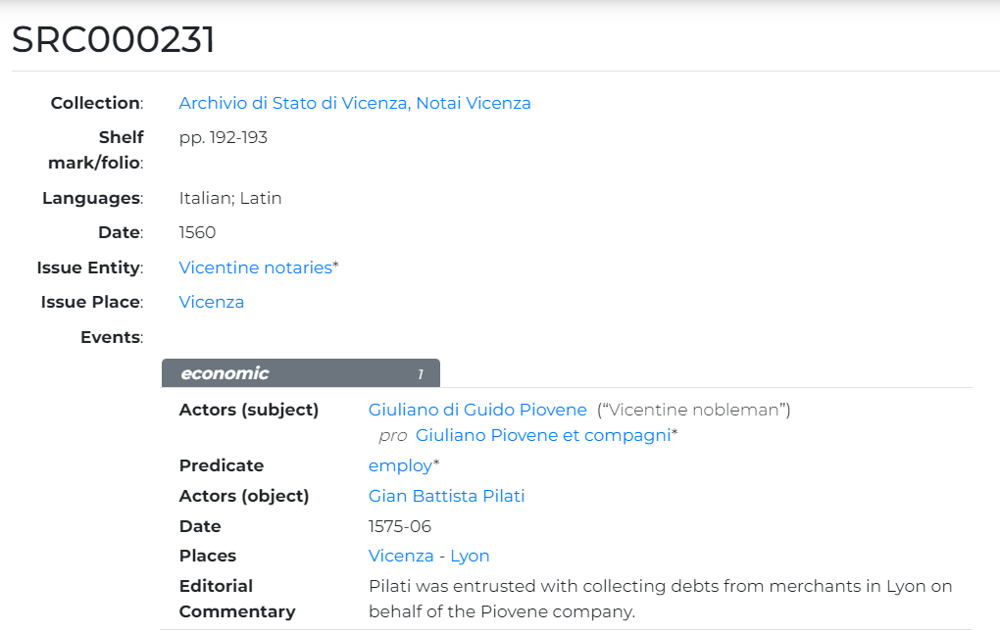 SRC000231
Collection: Archivio di Stato di Vicenza, Notai Vicenza
Shelf mark/folio: pp. 192-193
Languages: Italian; Latin
Date: 1560
Issue Entity: Vicentine notaries*
Issue Place: Vicenza
Events:
economic 1
Actors (subject) Giuliano di Guido Piovene (“Vicentine nobleman”)
pro Giuliano Piovene et compagni*
Predicate employ*
Actors (object) Gian Battista Pilati
Date 1575-06
Places Vicenza - Lyon
Editorial Commentary Pilati was entrusted with collecting debts from merchants in Lyon on
behalf of the Piovene company.